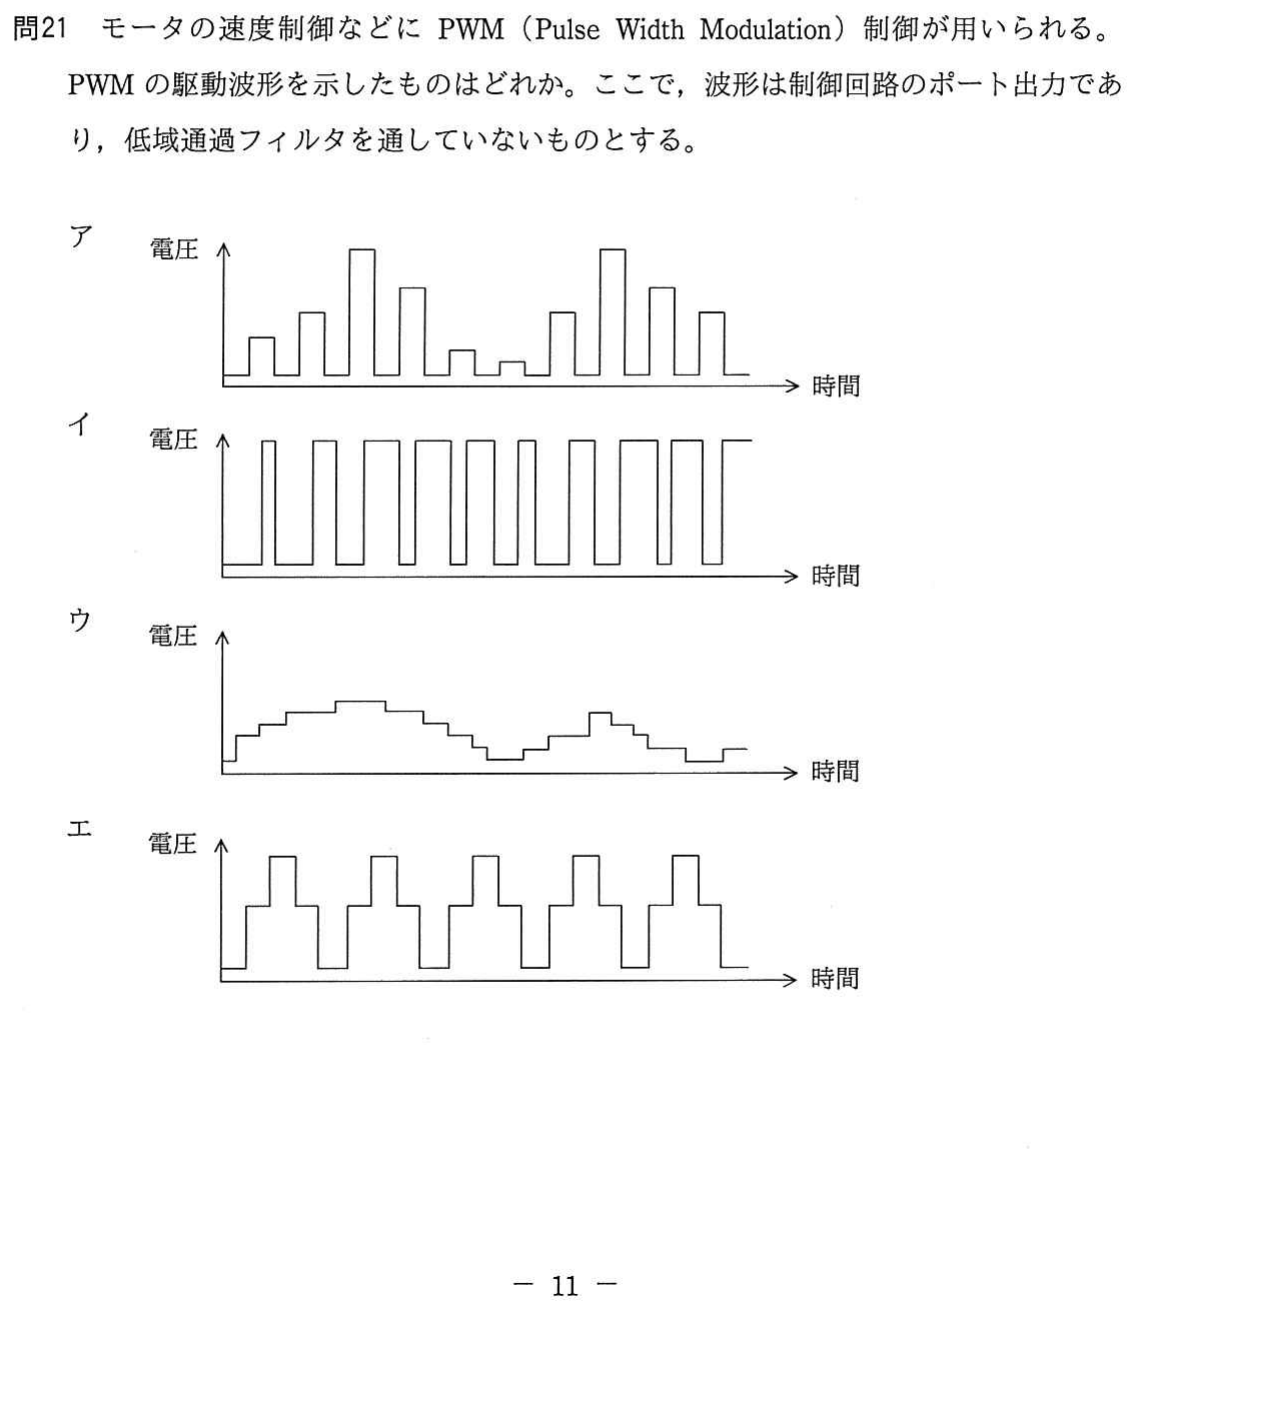 問21 モータの速度制御などに PWM（Pulse Width Modulation）制御が用いられる。
PWM の駆動波形を示したものはどれか。ここで，波形は制御回路のポート出力であ
り，低域通過フィルタを通していないものとする。
ア
電圧
時間
イ
電圧
時間
ウ
電圧
時間
エ
電圧
時間
－ 11 －